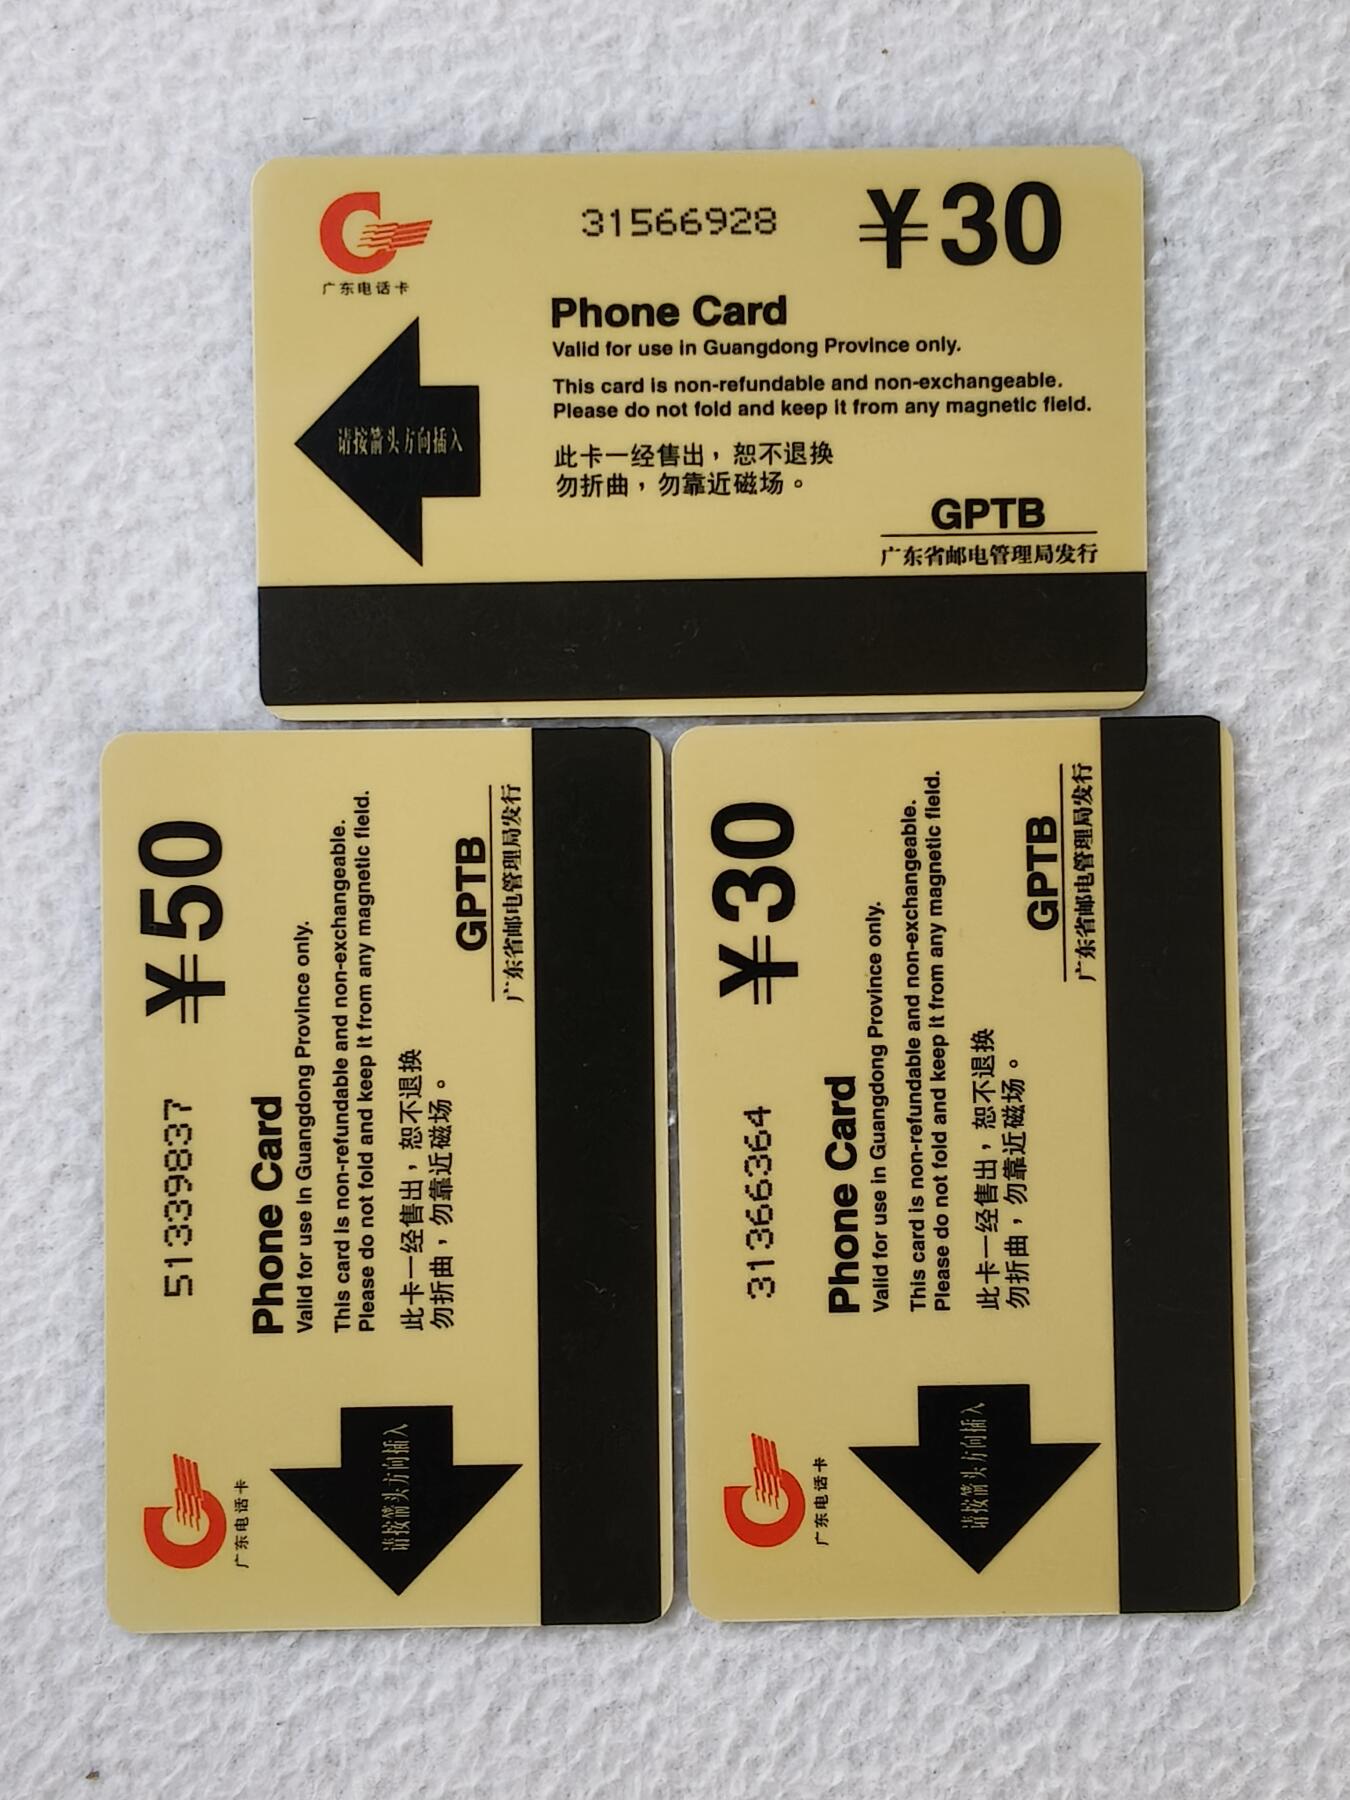 31566928
¥30
广东电话卡
Phone Card
Valid for use in Guangdong Province only.
This card is non-refundable and non-exchangeable.
Please do not fold and keep it from any magnetic field.
请按箭头方向插入
此卡一经售出，恕不退换
勿折曲，勿靠近磁场。
GPTB
广东省邮电管理局发行
51339837
¥50
广东电话卡
Phone Card
Valid for use in Guangdong Province only.
This card is non-refundable and non-exchangeable.
Please do not fold and keep it from any magnetic field.
请按箭头方向插入
此卡一经售出，恕不退换
勿折曲，勿靠近磁场。
GPTB
广东省邮电管理局发行
31366364
¥30
广东电话卡
Phone Card
Valid for use in Guangdong Province only.
This card is non-refundable and non-exchangeable.
Please do not fold and keep it from any magnetic field.
请按箭头方向插入
此卡一经售出，恕不退换
勿折曲，勿靠近磁场。
GPTB
广东省邮电管理局发行